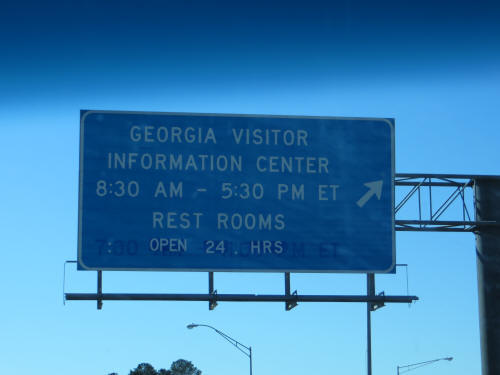 GEORGIA VISITOR
INFORMATION CENTER
8:30 AM - 5:30 PM ET
REST ROOMS
OPEN 24 HRS